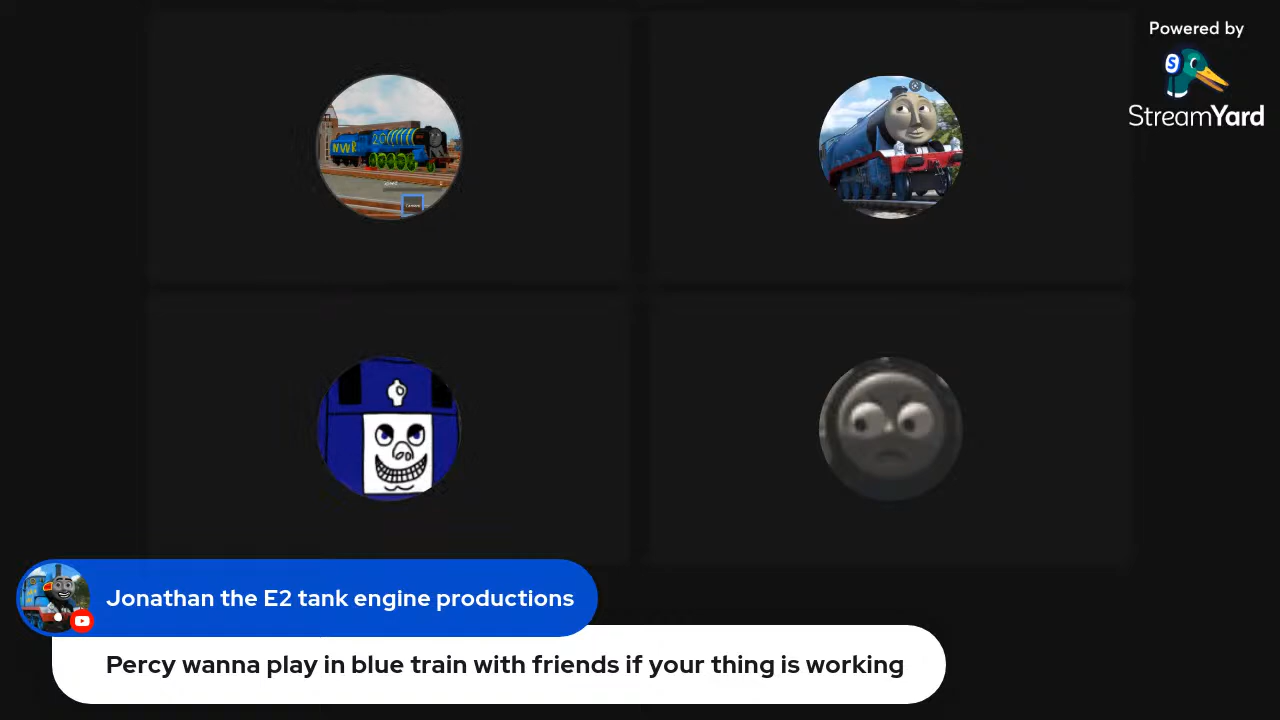 Powered by
StreamYard
NWR
Jonathan the E2 tank engine productions
Percy wanna play in blue train with friends if your thing is working